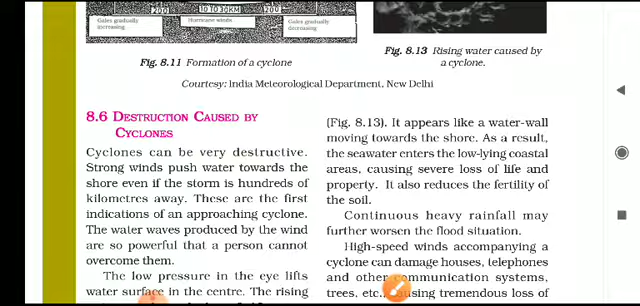 200
10 TO 30KM
200
Gales gradually
increasing
Hurricane winds
Gales gradually
decreasing
Fig. 8.11 Formation of a cyclone
Fig. 8.13 Rising water caused by
a cyclone.
Courtesy: India Meteorological Department, New Delhi
8.6 DESTRUCTION CAUSED BY
CYCLONES
Cyclones can be very destructive.
Strong winds push water towards the
shore even if the storm is hundreds of
kilometres away. These are the first
indications of an approaching cyclone.
The water waves produced by the wind
are so powerful that a person cannot
overcome them.
The low pressure in the eye lifts
water surface in the centre. The rising
(Fig. 8.13). It appears like a water-wall
moving towards the shore. As a result,
the seawater enters the low-lying coastal
areas, causing severe loss of life and
property. It also reduces the fertility of
the soil.
Continuous heavy rainfall may
further worsen the flood situation.
High-speed winds accompanying a
cyclone can damage houses, telephones
and other communication systems,
trees, etc., causing tremendous loss of